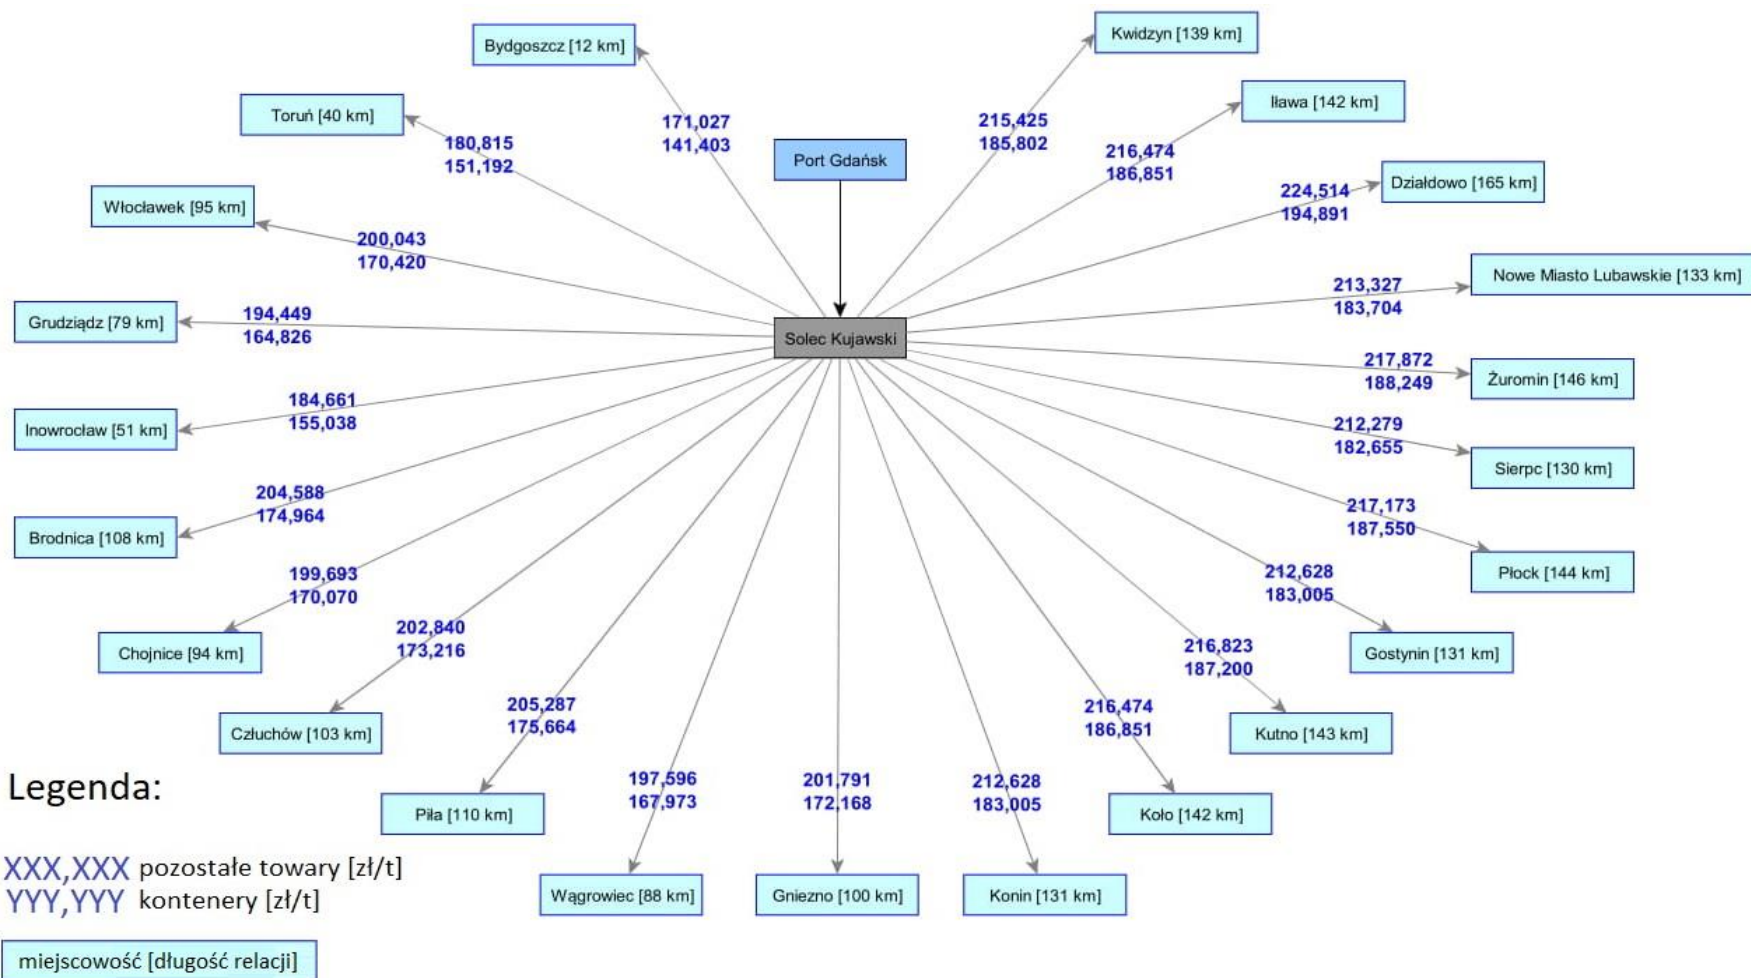 Bydgoszcz [12 km]
171,027
141,403
Kwidzyn [139 km]
215,425
185,802
Toruń [40 km]
180,815
151,192
Port Gdańsk
Iława [142 km]
216,474
186,851
Działdowo [165 km]
224,514
194,891
Włocławek [95 km]
200,043
170,420
Nowe Miasto Lubawskie [133 km]
213,327
183,704
Grudziądz [79 km]
194,449
164,826
Solec Kujawski
Żuromin [146 km]
217,872
188,249
Inowrocław [51 km]
184,661
155,038
Sierpc [130 km]
212,279
182,655
Brodnica [108 km]
204,588
174,964
Płock [144 km]
217,173
187,550
Chojnice [94 km]
199,693
170,070
Gostynin [131 km]
212,628
183,005
Człuchów [103 km]
202,840
173,216
Kutno [143 km]
216,823
187,200
Piła [110 km]
205,287
175,664
Koło [142 km]
216,474
186,851
Wągrowiec [88 km]
197,596
167,973
Gniezno [100 km]
201,791
172,168
Konin [131 km]
212,628
183,005
Legenda:
XXX,XXX pozostałe towary [zł/t]
YYY,YYY kontenery [zł/t]
miejscowość [długość relacji]